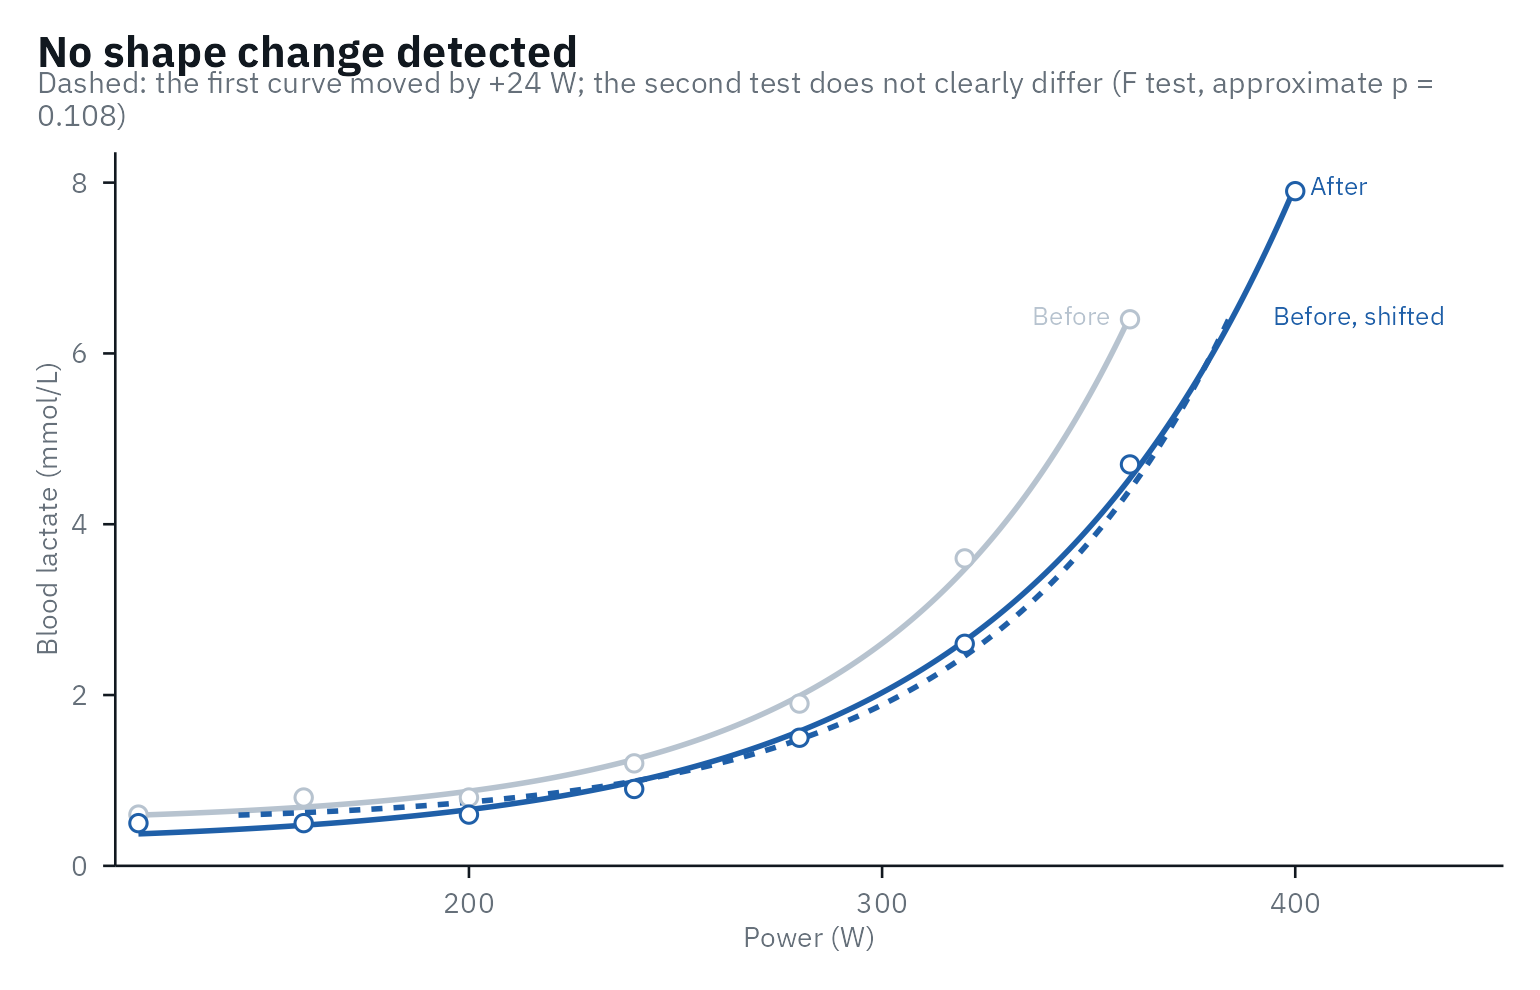 No shape change detected
Dashed: the first curve moved by +24 W; the second test does not clearly differ (F test, approximate p =
0.108)
8
After
Before
Before, shifted
6
Blood lactate (mmol/L)
4
2
0
200
300
400
Power (W)